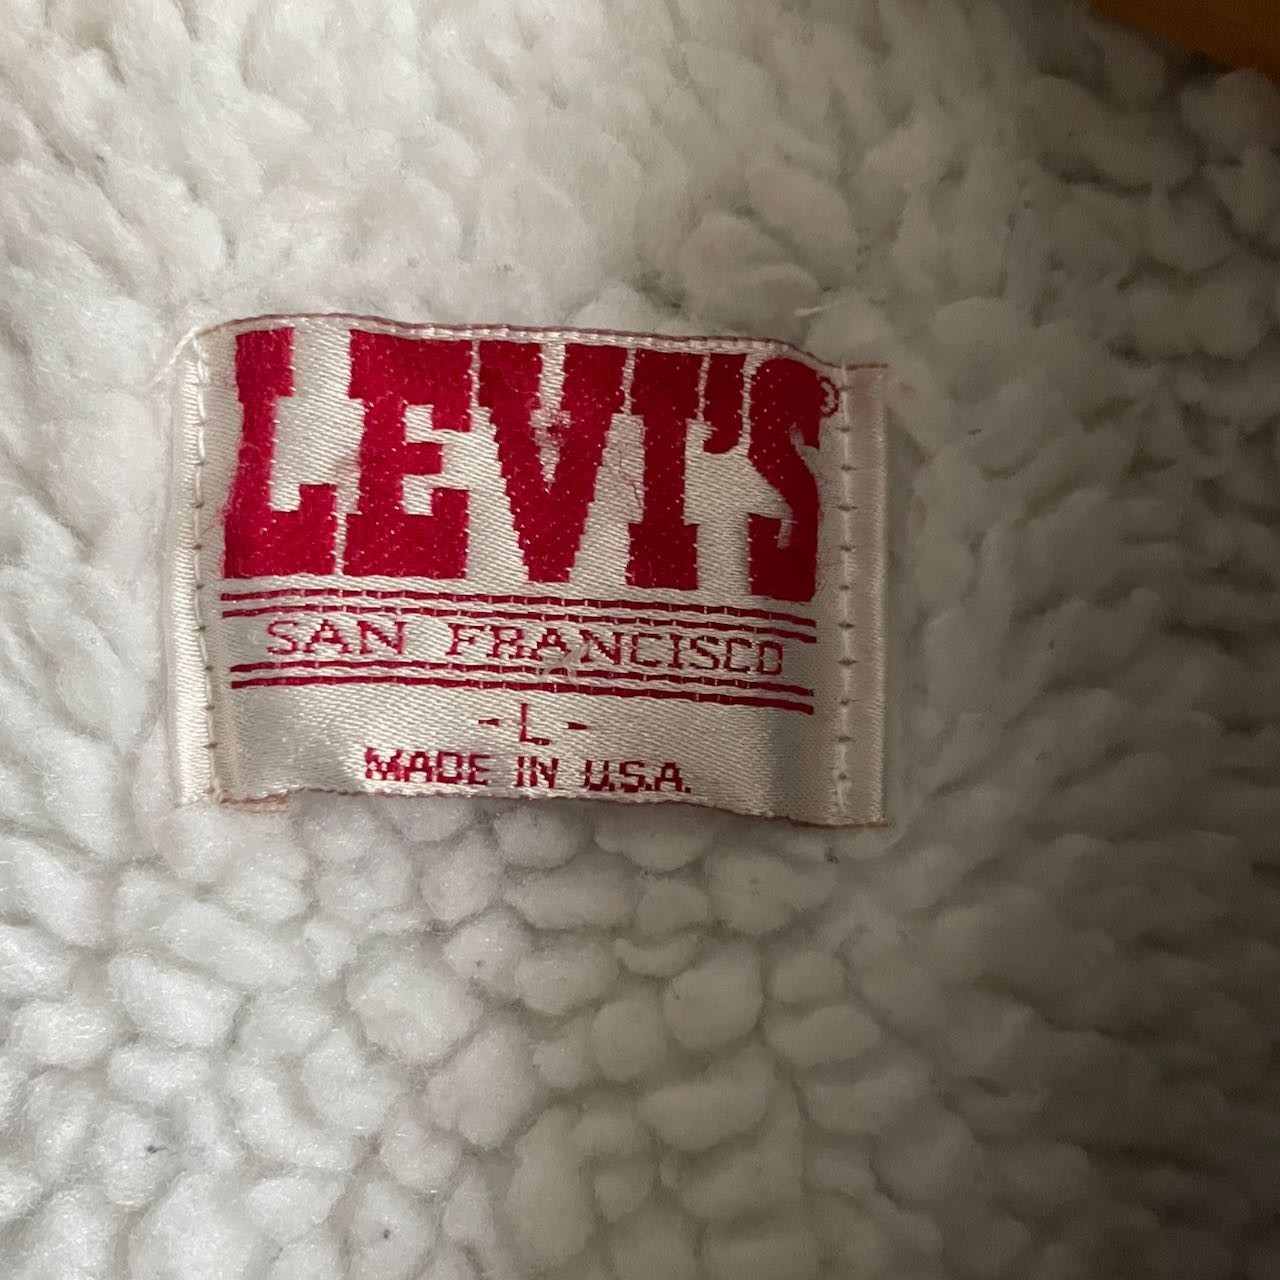 LEVI'S®
SAN FRANCISCO
-L-
MADE IN U.S.A.